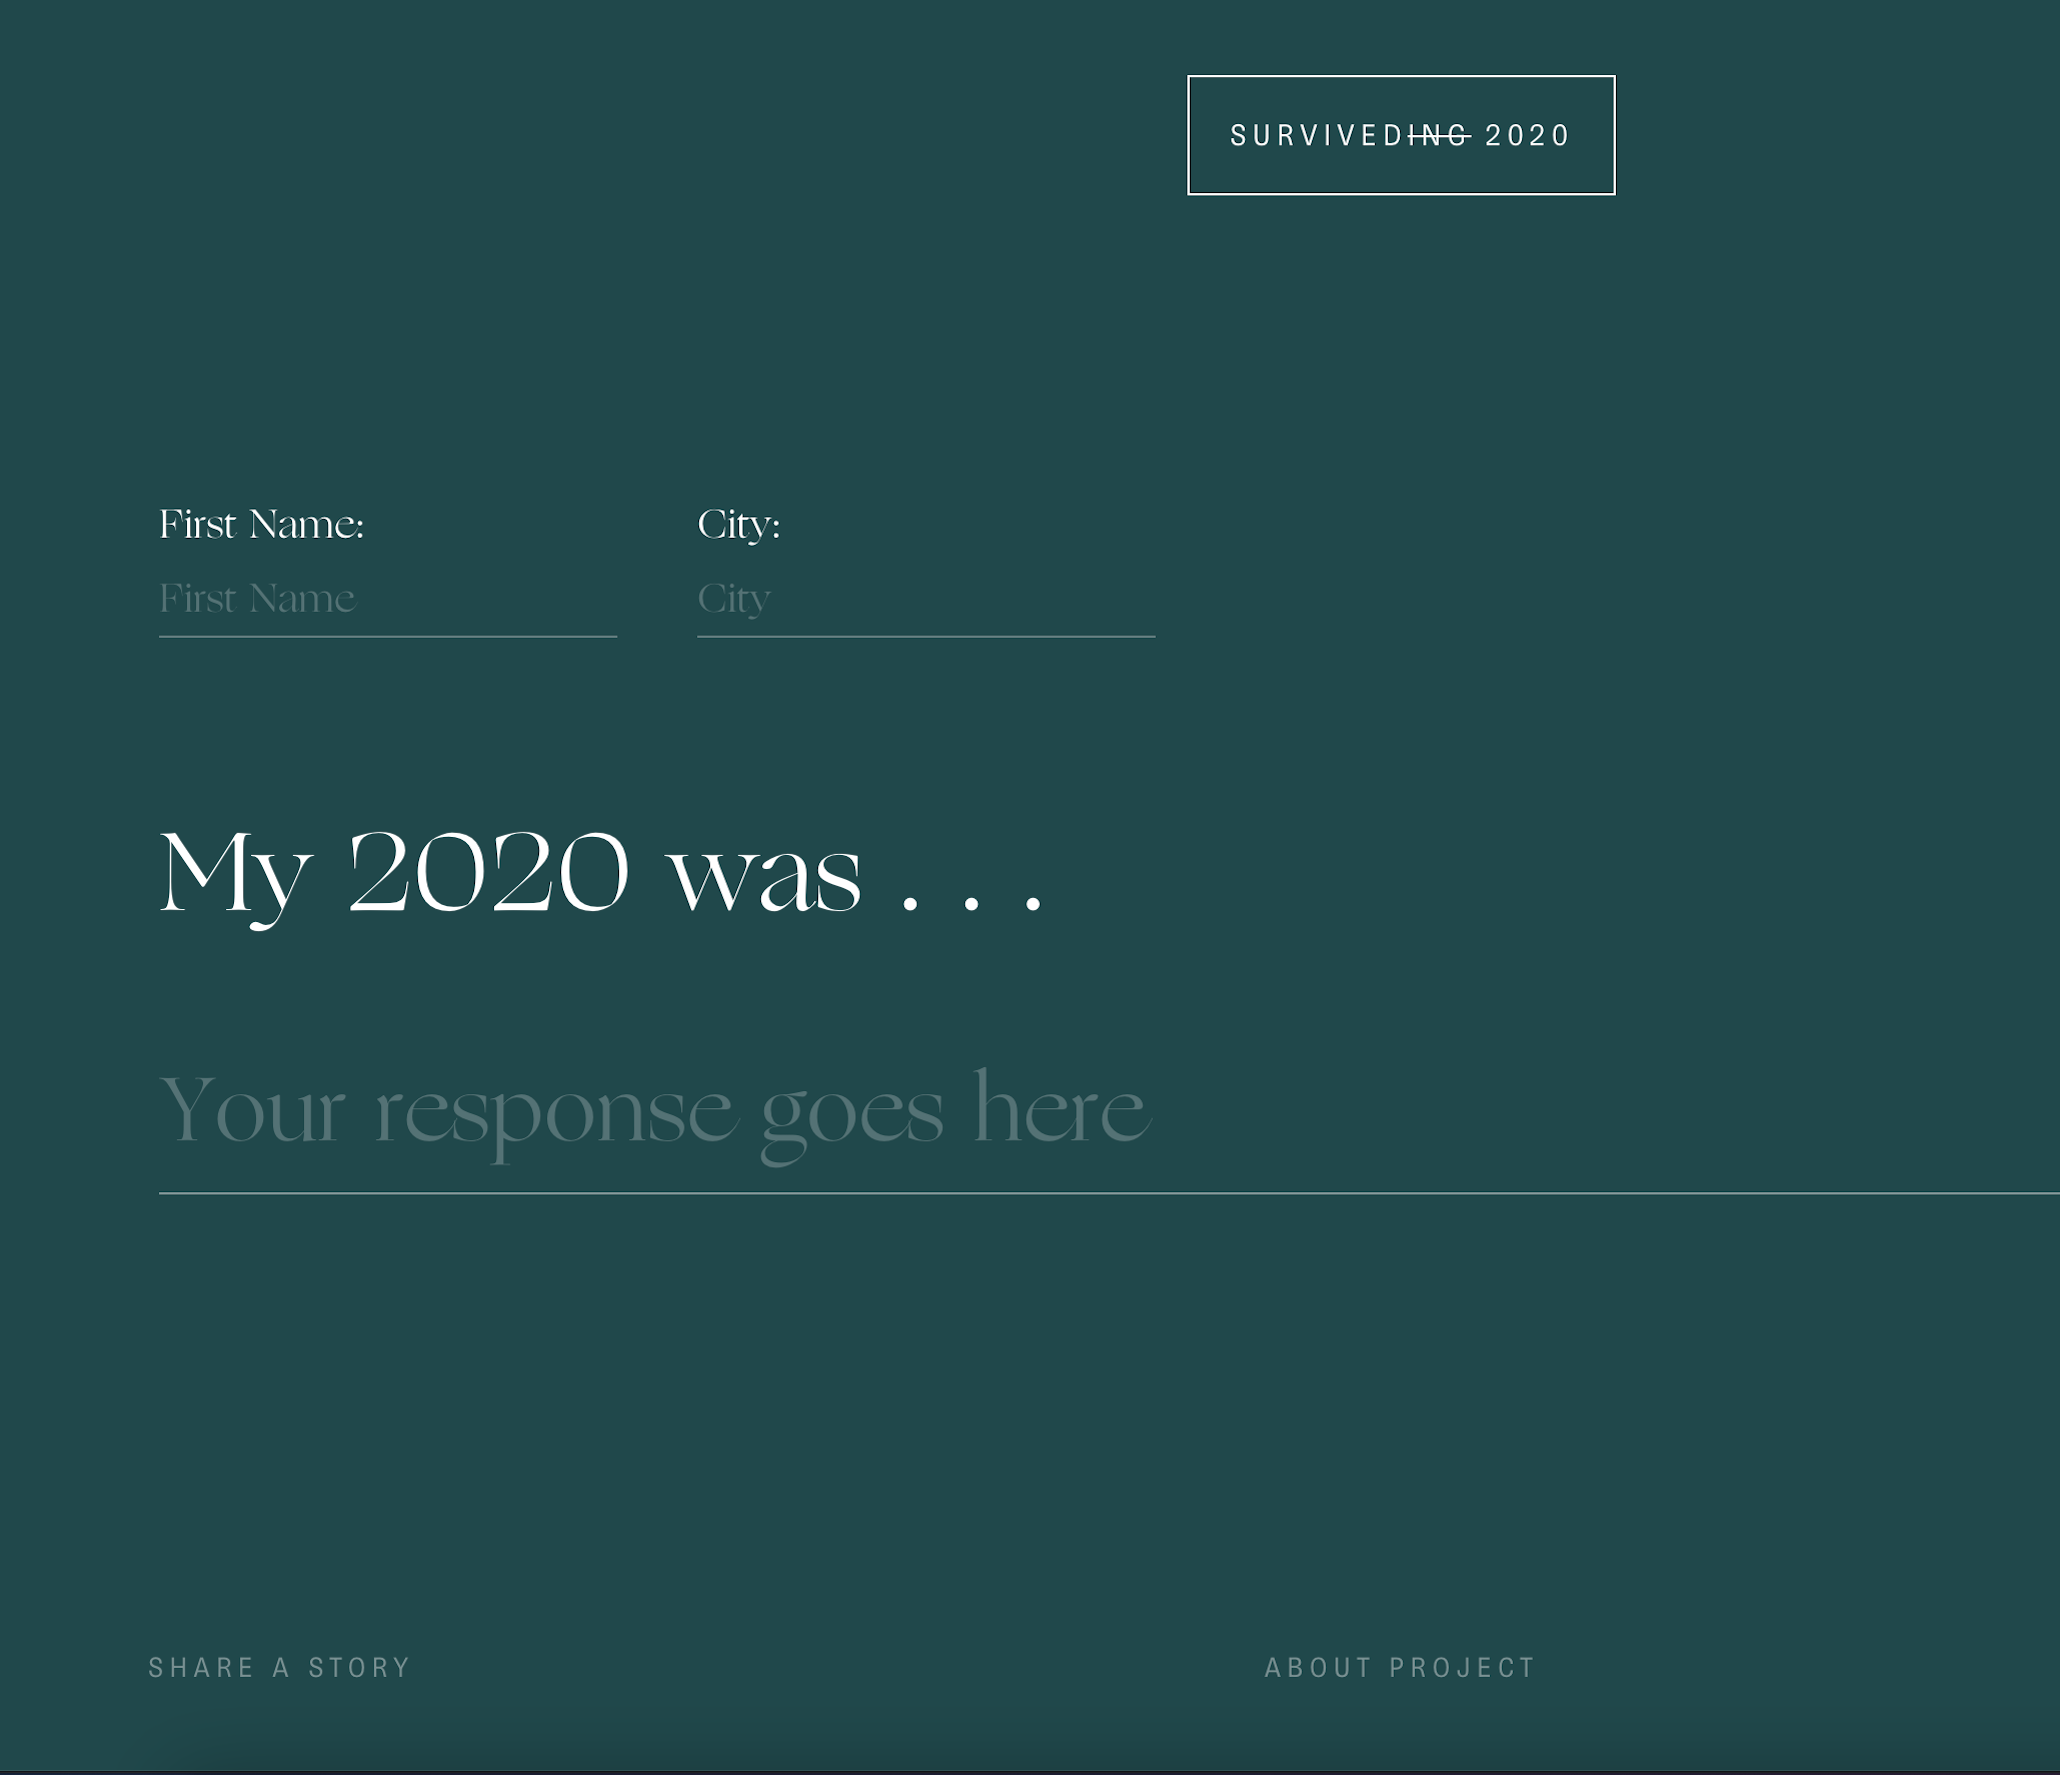 SURVIVEDING 2020
First Name: City:
First Name City
My 2020 was . . .
Your response goes here
SHARE A STORY ABOUT PROJECT